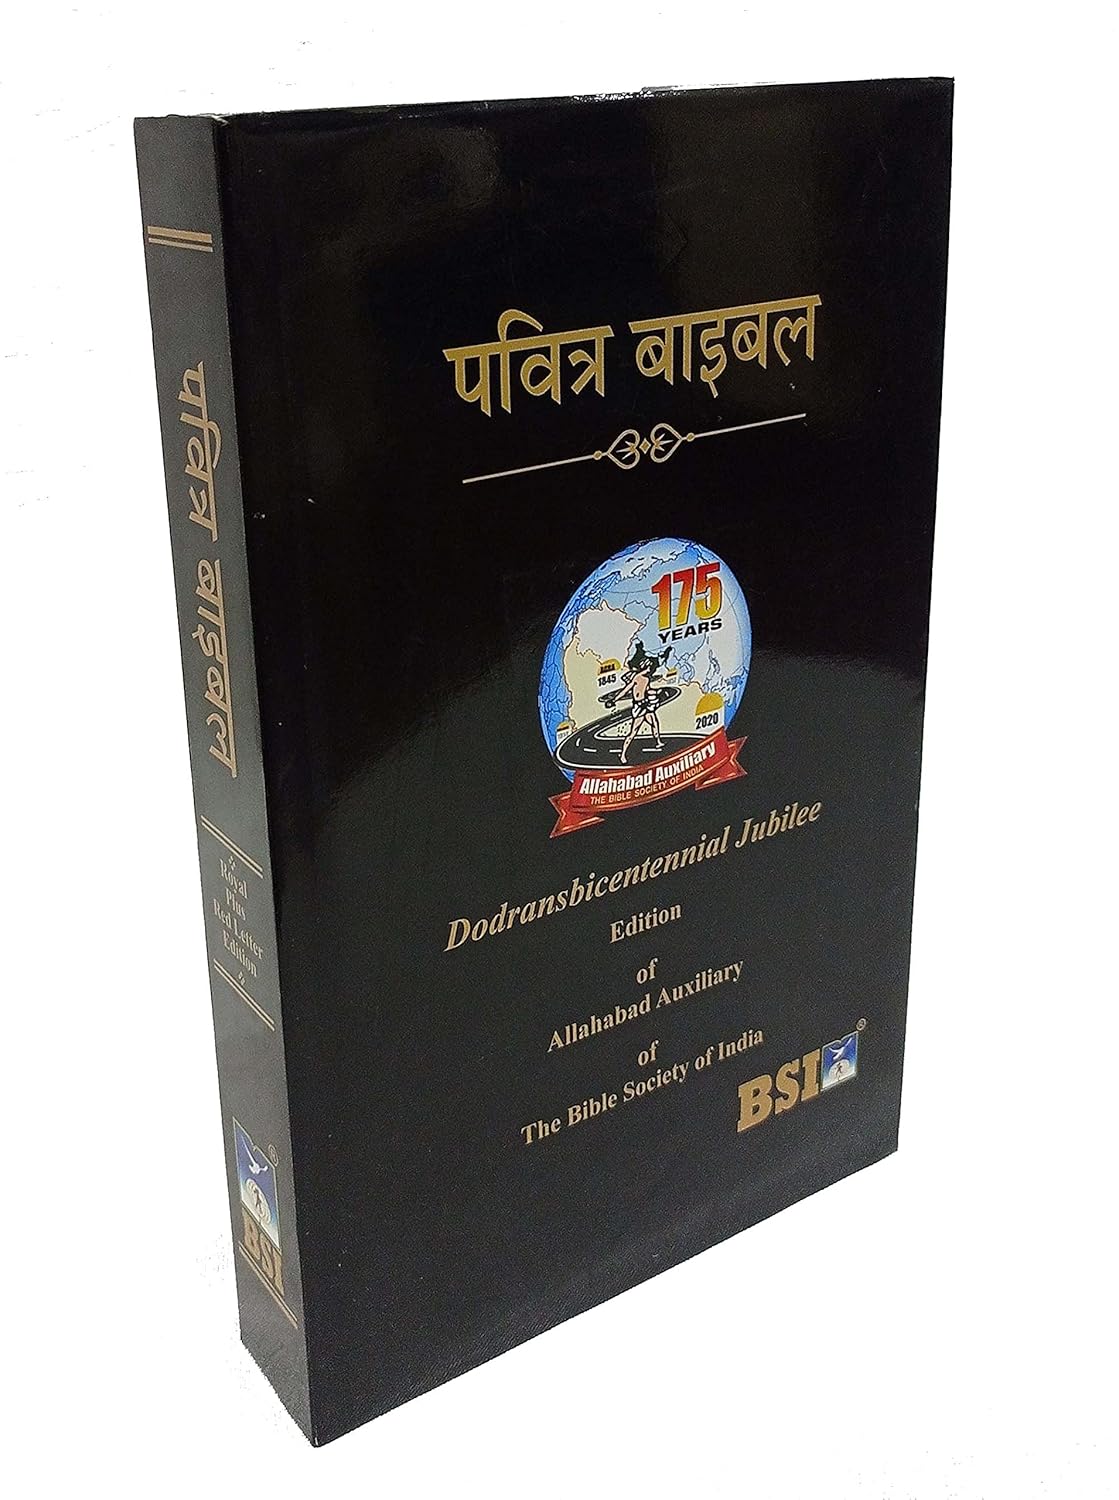 पवित्र बाइबल
175
YEARS
AGRA
1845
2020
Allahabad Auxiliary
THE BIBLE SOCIETY OF INDIA
Dodransbicentennial Jubilee
Edition
of
Allahabad Auxiliary
of
The Bible Society of India
BSI
®
पवित्र बाइबल
Royal
Plus
Red Letter
Edition
®
BSI